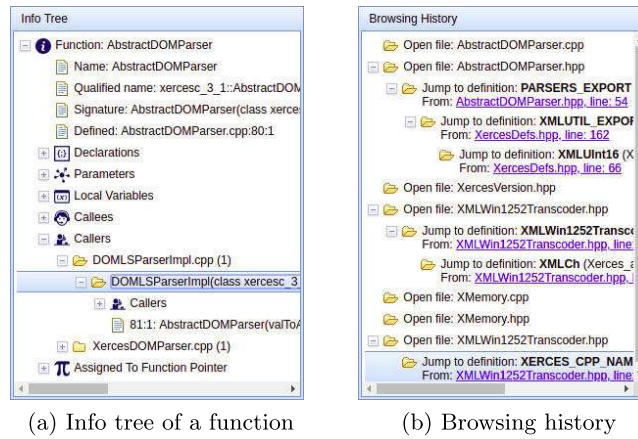 Info Tree
Function: AbstractDOMParser
Name: AbstractDOMParser
Qualified name: xercesc_3_1::AbstractDOM
Signature: AbstractDOMParser(class xerces
Defined: AbstractDOMParser.cpp:80:1
Declarations
Parameters
Local Variables
Callees
Callers
DOMLSParserImpl.cpp (1)
DOMLSParserImpl(class xercesc_3
Callers
81:1: AbstractDOMParser(valToA
XercesDOMParser.cpp (1)
Assigned To Function Pointer
(a) Info tree of a function
Browsing History
Open file: AbstractDOMParser.cpp
Open file: AbstractDOMParser.hpp
Jump to definition: PARSERS_EXPORT
From: AbstractDOMParser.hpp, line: 54
Jump to definition: XMLUTIL_EXPOR
From: XercesDefs.hpp, line: 162
Jump to definition: XMLUInt16 (X
From: XercesDefs.hpp, line: 66
Open file: XercesVersion.hpp
Open file: XMLWin1252Transcoder.hpp
Jump to definition: XMLWin1252Transc
From: XMLWin1252Transcoder.hpp, line
Jump to definition: XMLCh (Xerces_a
From: XMLWin1252Transcoder.hpp,
Open file: XMemory.cpp
Open file: XMemory.hpp
Open file: XMLWin1252Transcoder.hpp
Jump to definition: XERCES_CPP_NAM
From: XMLWin1252Transcoder.hpp, line:
(b) Browsing history